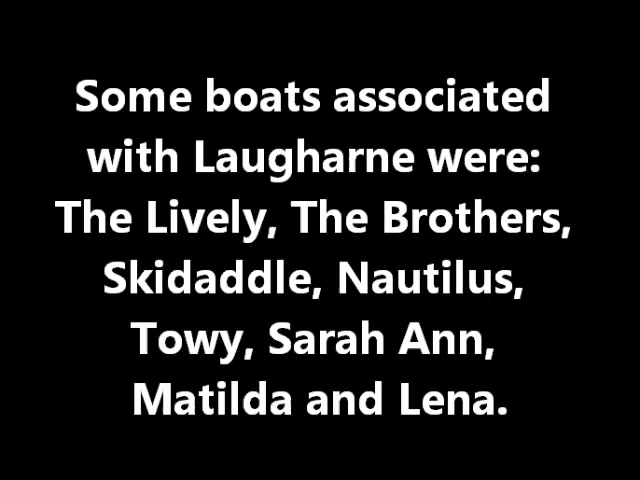 Some boats associated
with Laugharne were:
The Lively, The Brothers,
Skidaddle, Nautilus,
Towy, Sarah Ann,
Matilda and Lena.